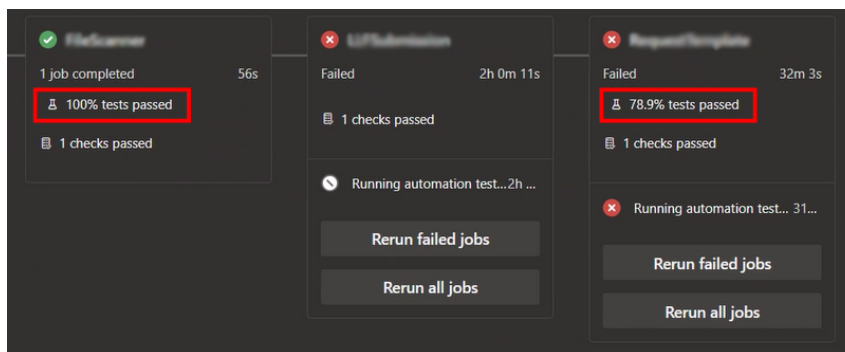 1 job completed 56s
100% tests passed
1 checks passed
Failed 2h 0m 11s
1 checks passed
Running automation test...2h ...
Rerun failed jobs
Rerun all jobs
Failed 32m 3s
78.9% tests passed
1 checks passed
Running automation test... 31...
Rerun failed jobs
Rerun all jobs